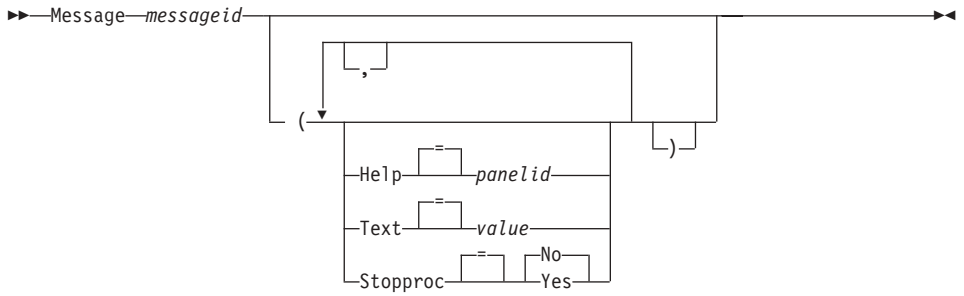 Message messageid
,
(
)
Help = panelid
Text = value
Stopproc = No
Yes